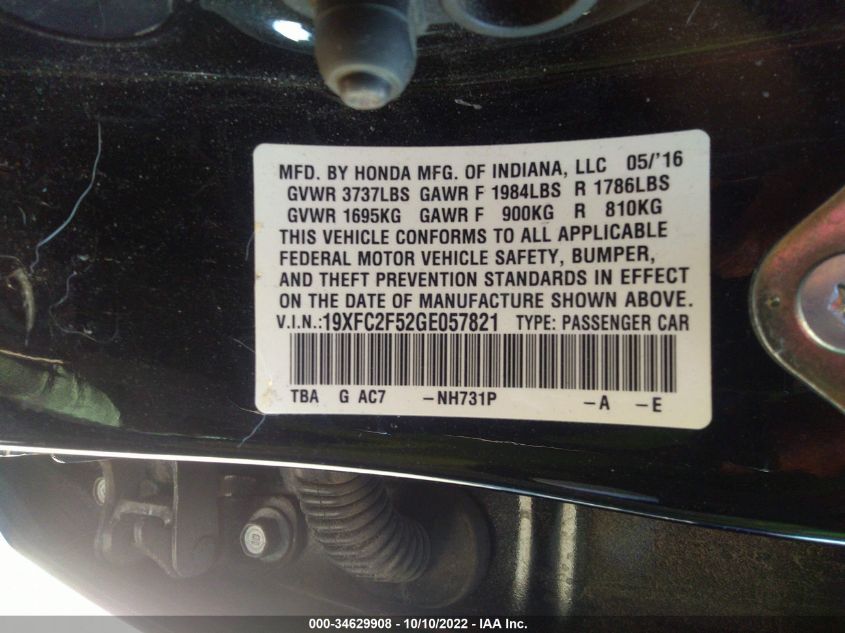 MFD. BY HONDA MFG. OF INDIANA, LLC 05/'16
GVWR 3737LBS GAWR F 1984LBS R 1786LBS
GVWR 1695KG GAWR F 900KG R 810KG
THIS VEHICLE CONFORMS TO ALL APPLICABLE
FEDERAL MOTOR VEHICLE SAFETY, BUMPER,
AND THEFT PREVENTION STANDARDS IN EFFECT
ON THE DATE OF MANUFACTURE SHOWN ABOVE.
V.I.N.:19XFC2F52GE057821 TYPE: PASSENGER CAR
TBA G AC7 -NH731P -A -E
000-34629908 - 10/10/2022 - IAA Inc.